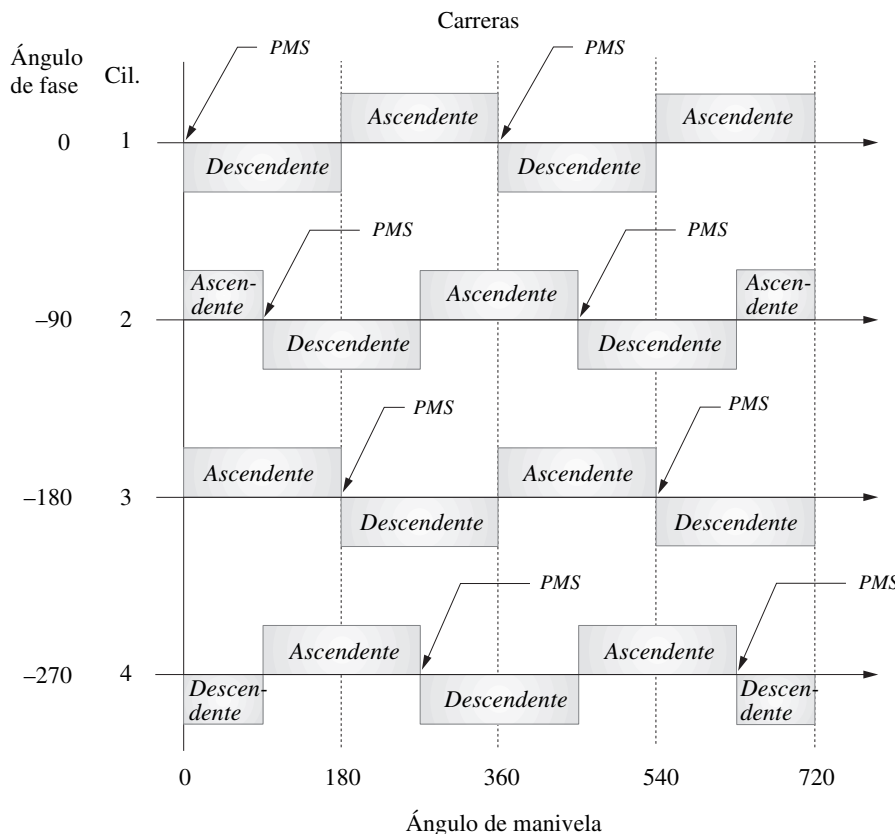 Carreras
Ángulo
de fase
Cil.
PMS
PMS
Ascendente
Ascendente
0
1
Descendente
Descendente
PMS
PMS
Ascen-
dente
Ascendente
Ascen-
dente
–90
2
Descendente
Descendente
PMS
PMS
Ascendente
Ascendente
–180
3
Descendente
Descendente
PMS
PMS
Ascendente
Ascendente
–270
4
Descen-
dente
Descendente
Descen-
dente
0
180
360
540
720
Ángulo de manivela